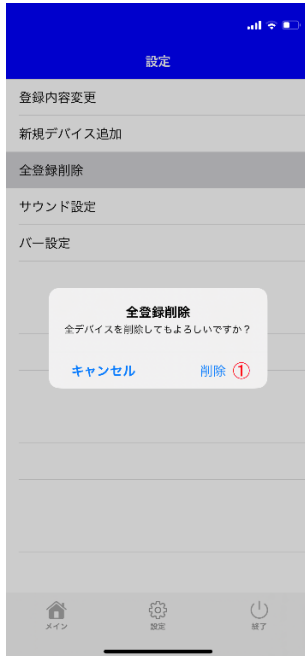 設定
登録内容変更
新規デバイス追加
全登録削除
サウンド設定
バー設定
全登録削除
全デバイスを削除してもよろしいですか？
キャンセル 削除 ①
メイン 設定 終了